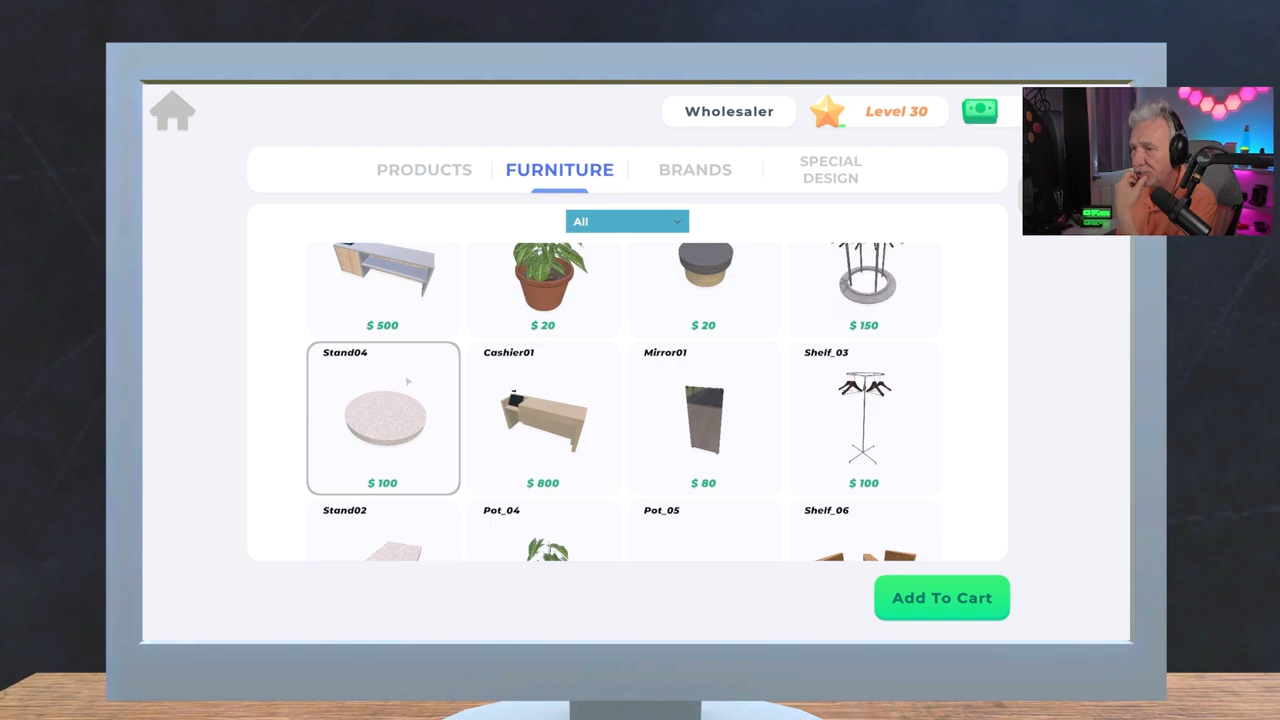 Wholesaler
Level 30
PRODUCTS
FURNITURE
BRANDS
SPECIAL
DESIGN
All
$ 500
$ 20
$ 20
$ 150
Stand04
Cashier01
Mirror01
Shelf_03
$ 100
$ 800
$ 80
$ 100
Stand02
Pot_04
Pot_05
Shelf_06
Add To Cart